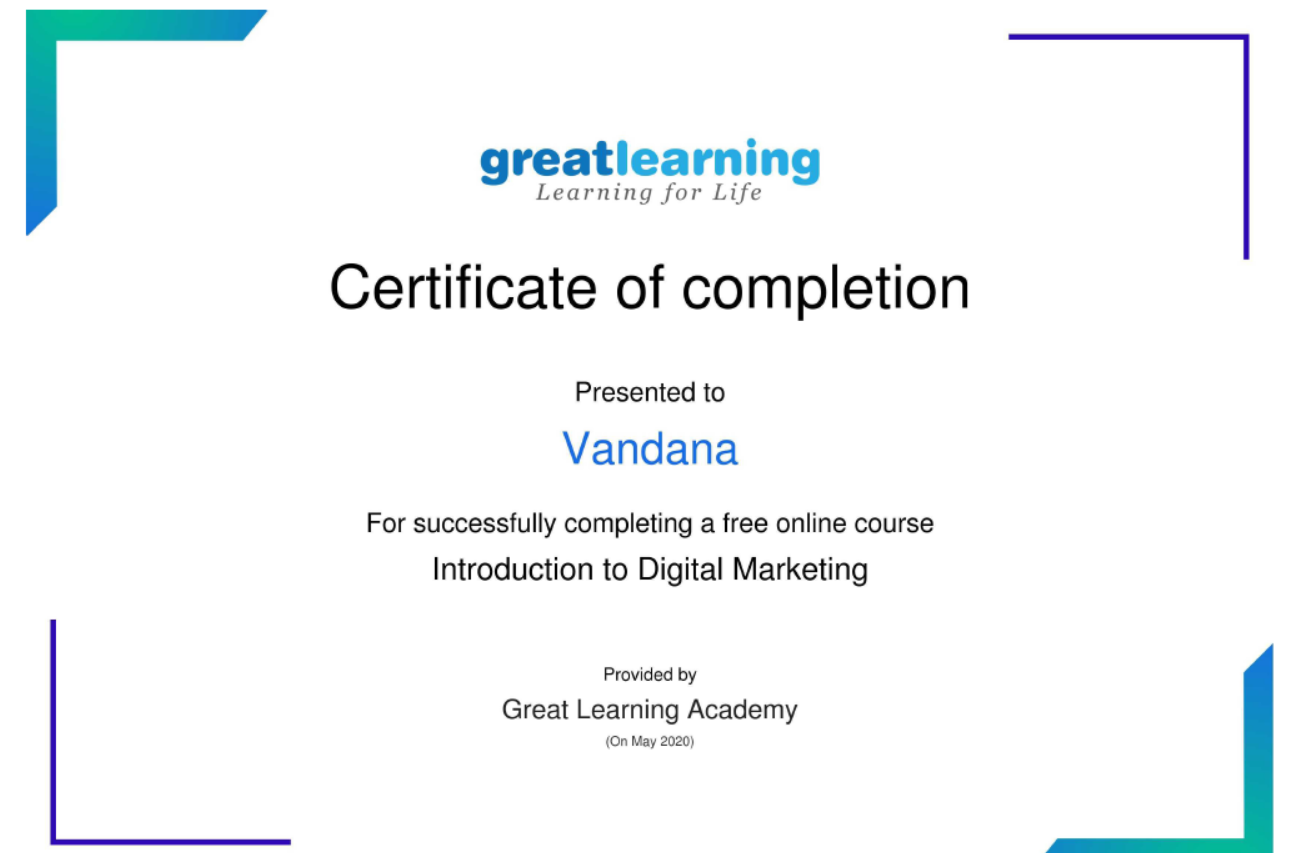 greatlearning
Learning for Life
Certificate of completion
Presented to
Vandana
For successfully completing a free online course
Introduction to Digital Marketing
Provided by
Great Learning Academy
(On May 2020)